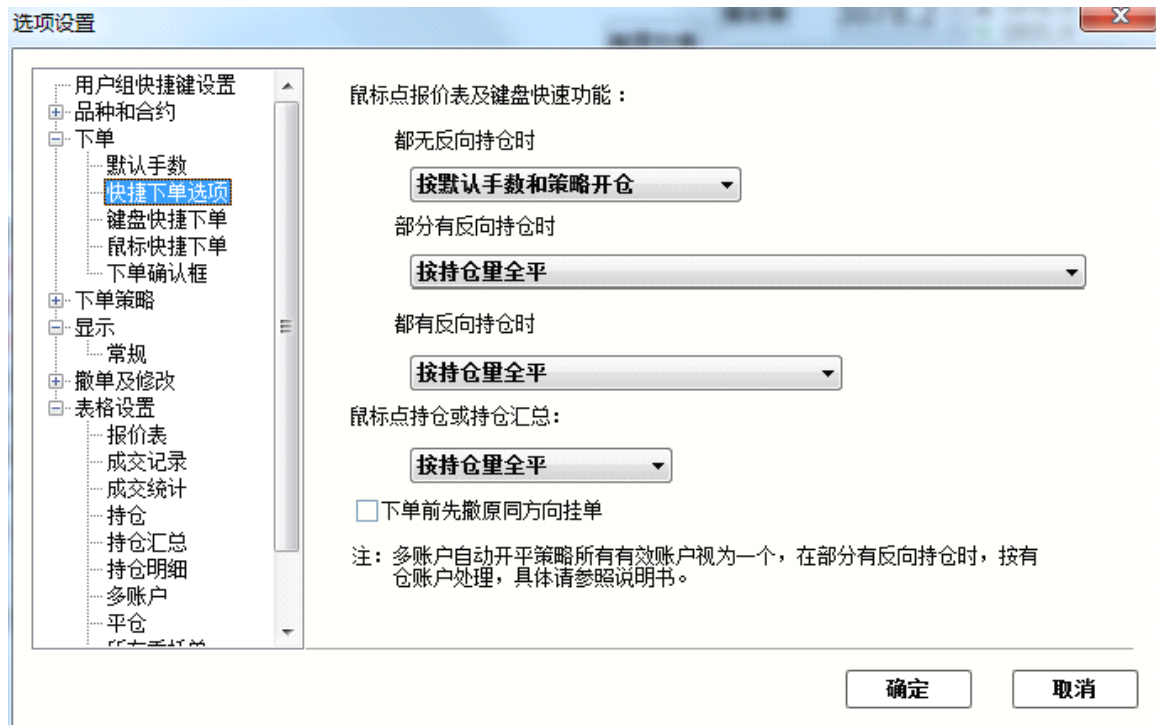 选项设置
用户组快捷键设置
品种和合约
下单
默认手数
快捷下单选项
键盘快捷下单
鼠标快捷下单
下单确认框
下单策略
显示
常规
撤单及修改
表格设置
报价表
成交记录
成交统计
持仓
持仓汇总
持仓明细
多账户
平仓
鼠标点报价表及键盘快速功能：
都无反向持仓时
按默认手数和策略开仓
部分有反向持仓时
按持仓量全平
都有反向持仓时
按持仓量全平
鼠标点持仓或持仓汇总：
按持仓量全平
下单前先撤原同方向挂单
注：多账户自动开平策略所有有效账户视为一个，在部分有反向持仓时，按有
仓账户处理，具体请参照说明书。
确定
取消